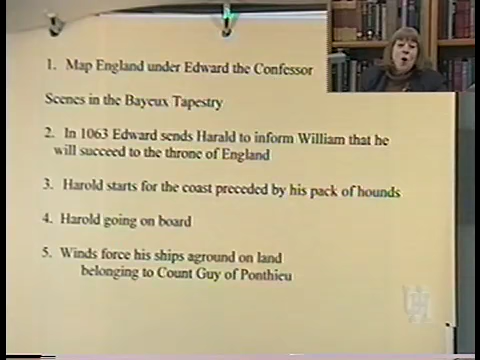 1. Map England under Edward the Confessor
Scenes in the Bayeux Tapestry
2. In 1063 Edward sends Harald to inform William that he
will succeed to the throne of England
3. Harold starts for the coast preceded by his pack of hounds
4. Harold going on board
5. Winds force his ships aground on land
belonging to Count Guy of Ponthieu